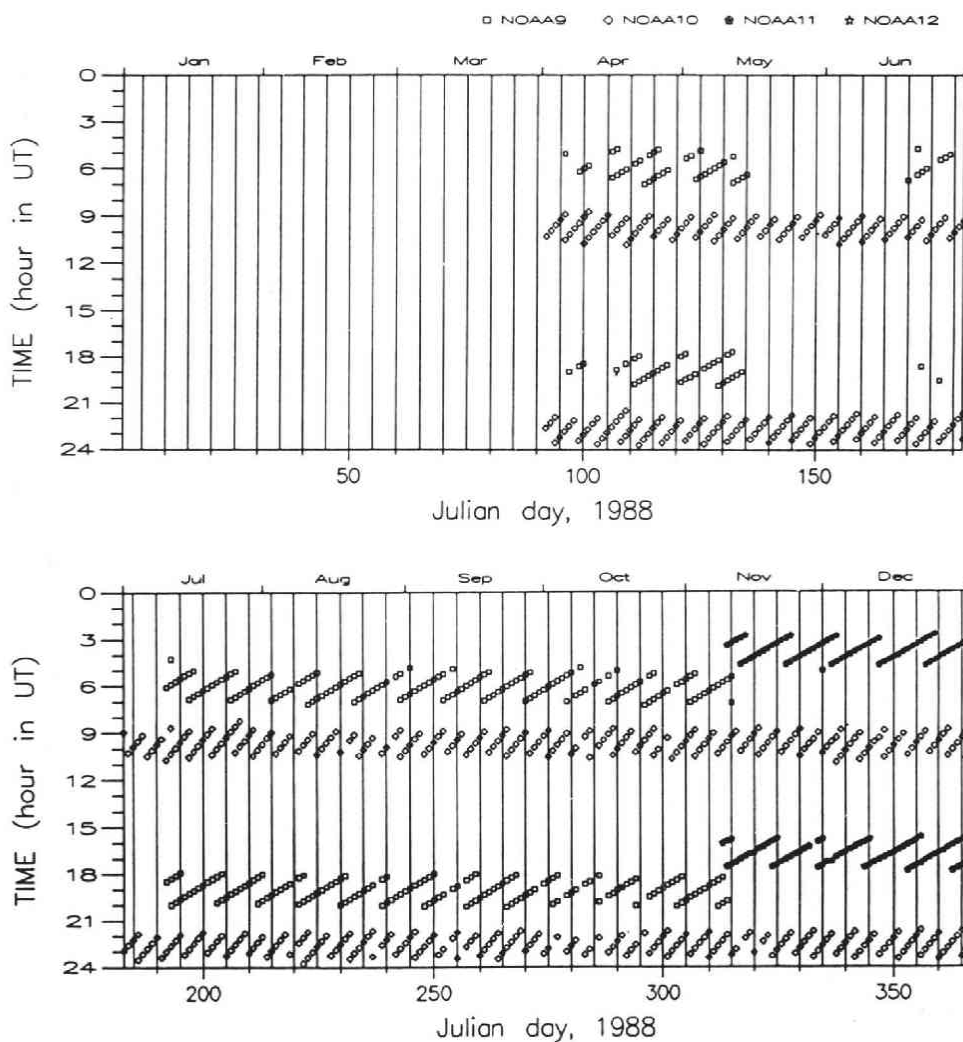 NOAA9 NOAA10 NOAA11 NOAA12
Jan Feb Mar Apr May Jun
0
3
6
9
12
15
18
21
24
TIME (hour in UT)
50 100 150
Julian day, 1988
Jul Aug Sep Oct Nov Dec
0
3
6
9
12
15
18
21
24
TIME (hour in UT)
200 250 300 350
Julian day, 1988